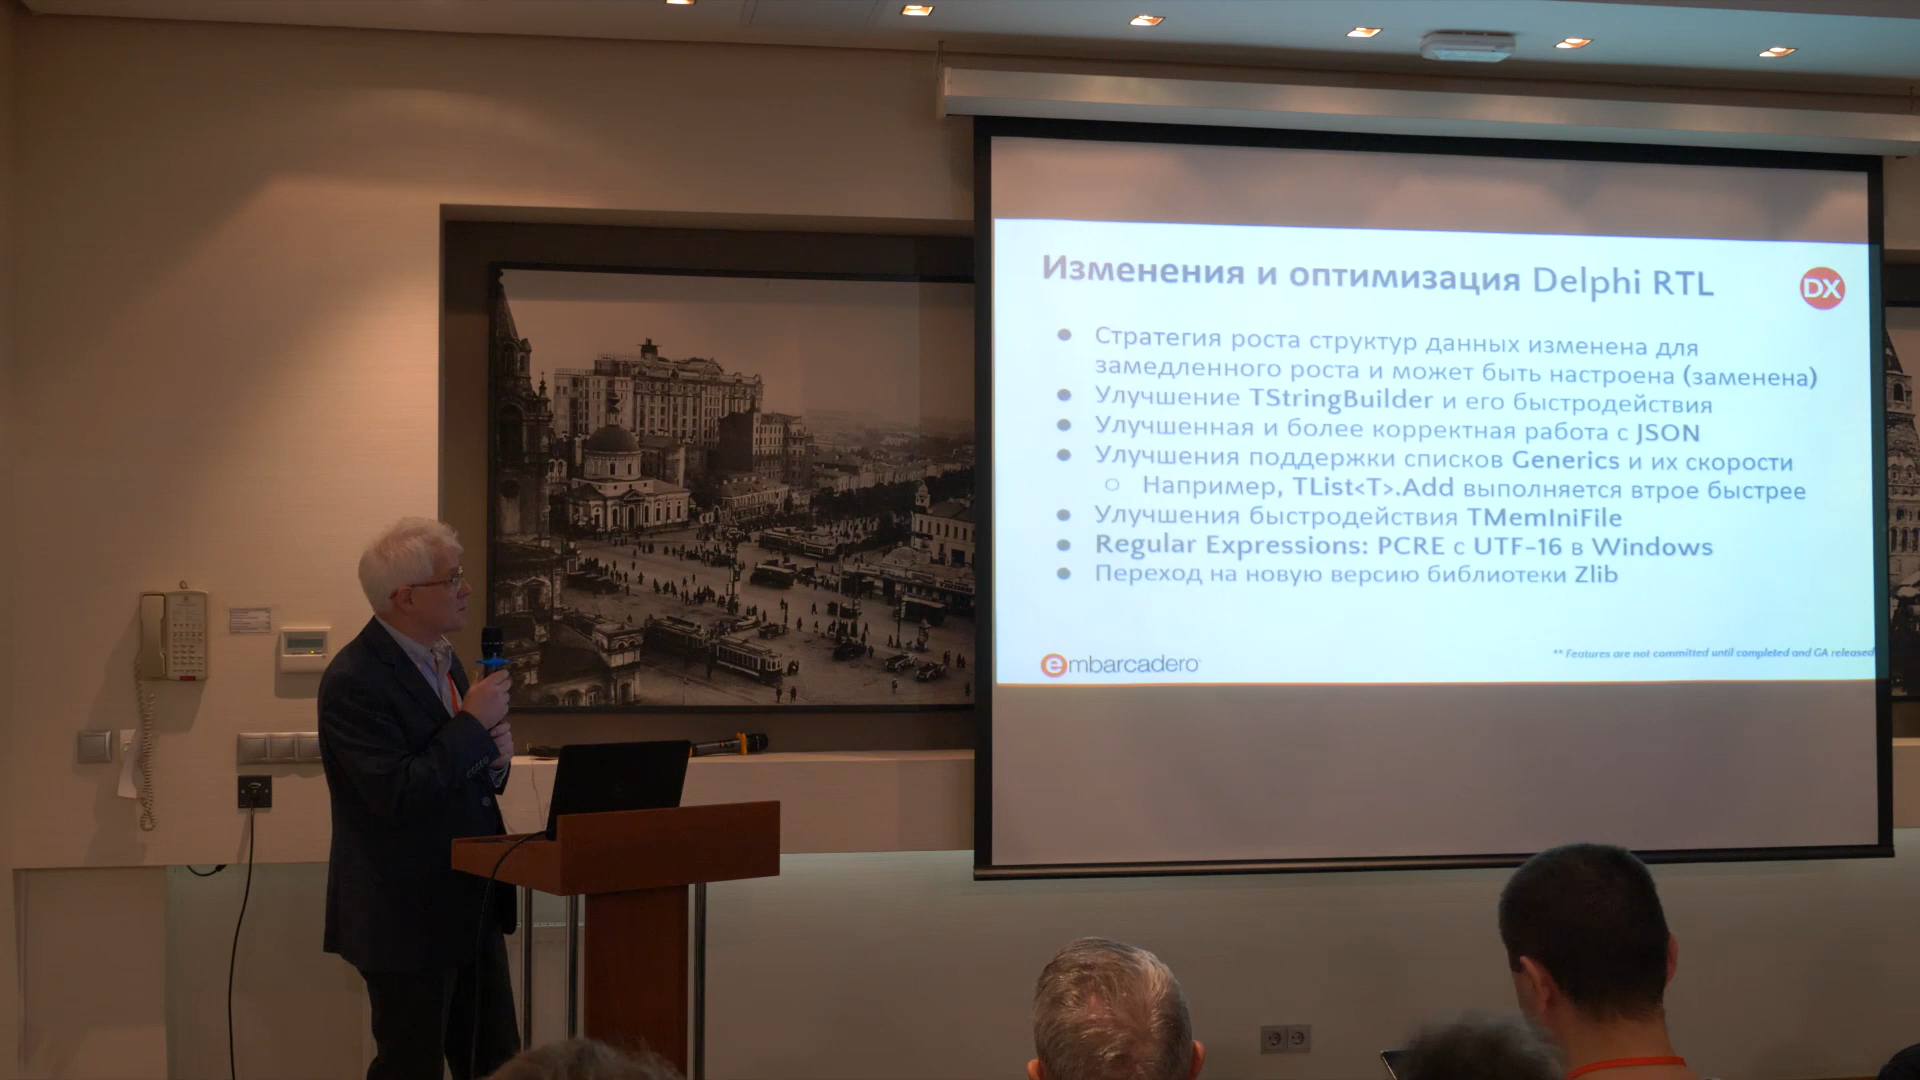 Изменения и оптимизация Delphi RTL
DX
● Стратегия роста структур данных изменена для
замедленного роста и может быть настроена (заменена)
● Улучшение TStringBuilder и его быстродействия
● Улучшенная и более корректная работа с JSON
● Улучшения поддержки списков Generics и их скорости
○ Например, TList<T>.Add выполняется втрое быстрее
● Улучшения быстродействия TMemIniFile
● Regular Expressions: PCRE с UTF-16 в Windows
● Переход на новую версию библиотеки Zlib
embarcadero
** Features are not committed until completed and GA released